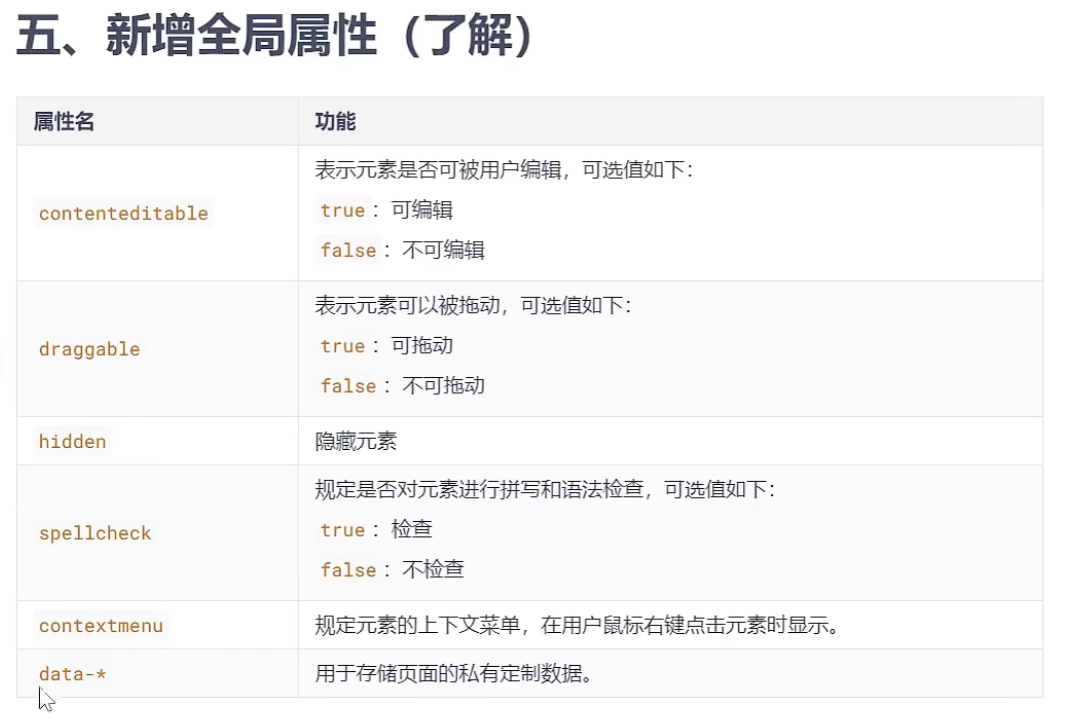 五、新增全局属性（了解）
属性名 功能
contenteditable
表示元素是否可被用户编辑，可选值如下：
true：可编辑
false：不可编辑
draggable
表示元素可以被拖动，可选值如下：
true：可拖动
false：不可拖动
hidden 隐藏元素
spellcheck
规定是否对元素进行拼写和语法检查，可选值如下：
true：检查
false：不检查
contextmenu 规定元素的上下文菜单，在用户鼠标右键点击元素时显示。
data-* 用于存储页面的私有定制数据。